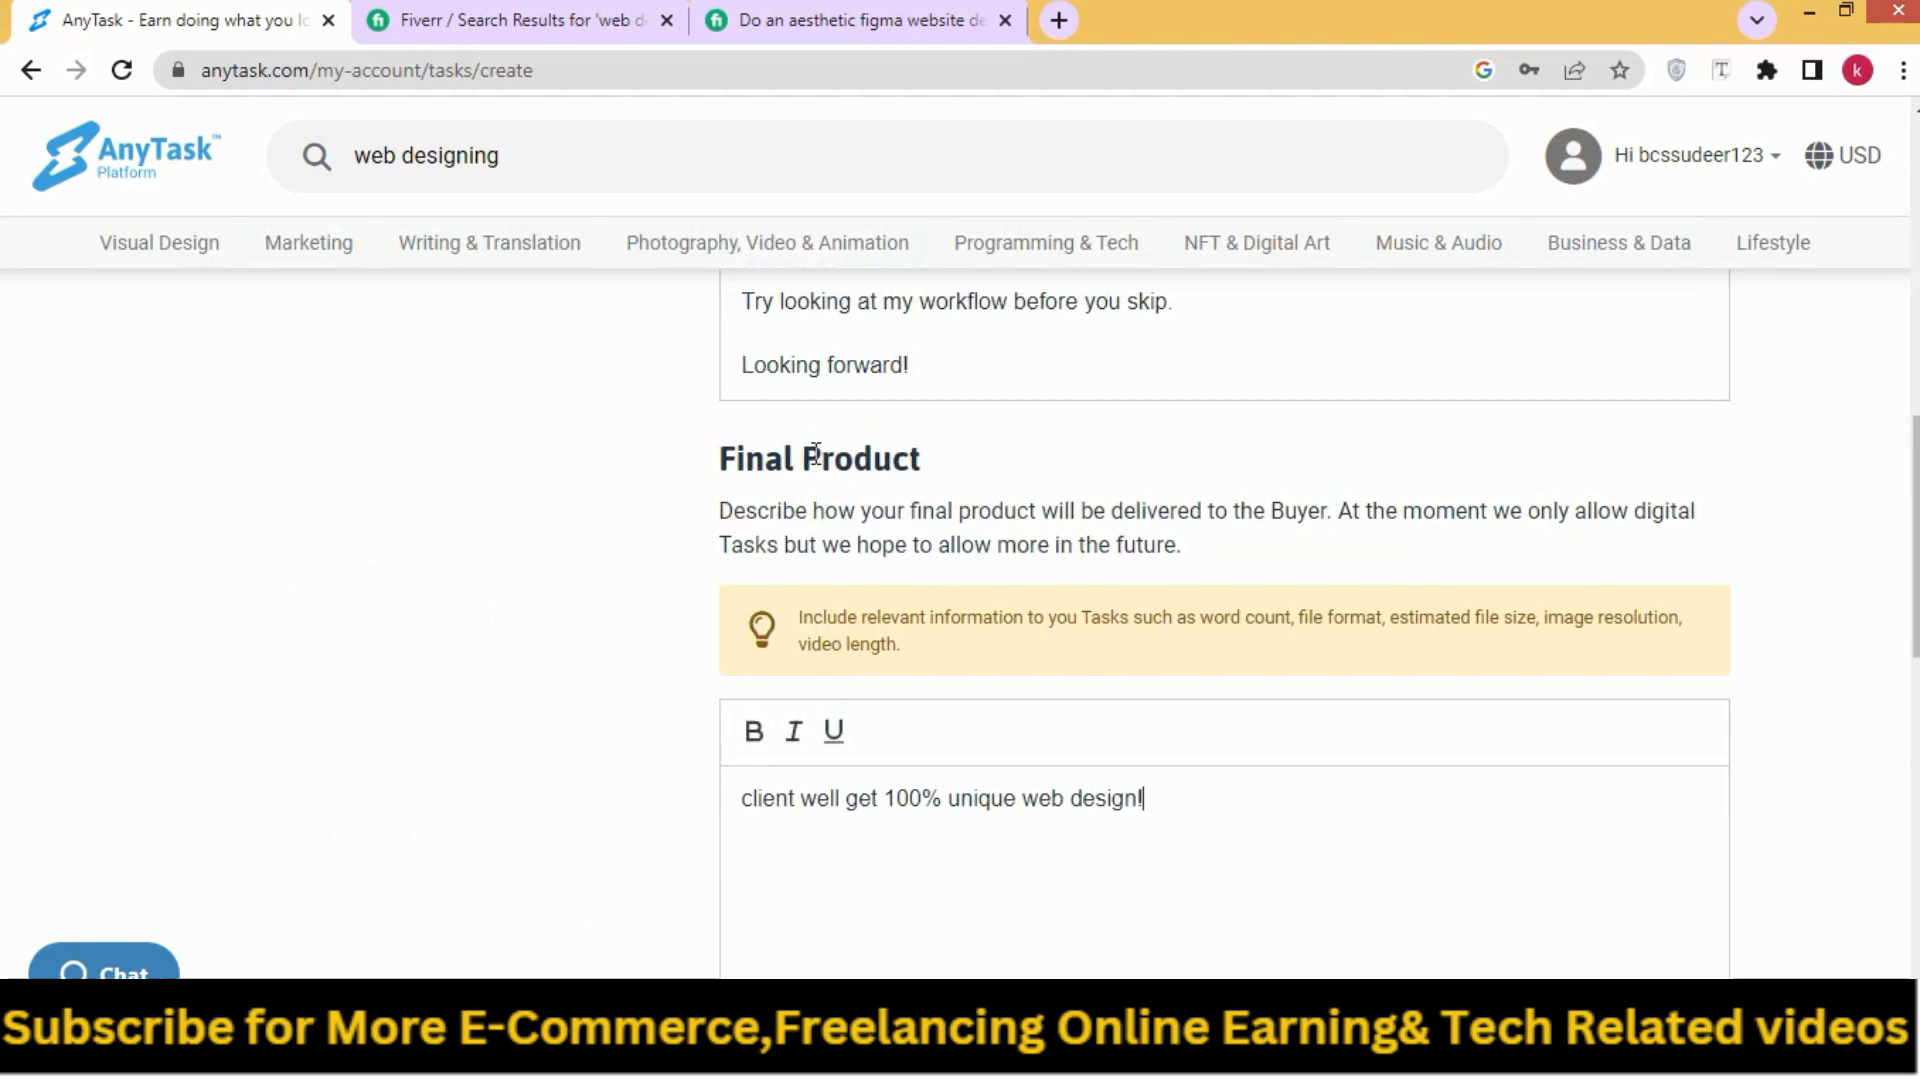 AnyTask - Earn doing what you lo
Fiverr / Search Results for 'web d
Do an aesthetic figma website de
anytask.com/my-account/tasks/create
k
AnyTask™
Platform
web designing
Hi bcssudeer123
USD
Visual Design
Marketing
Writing & Translation
Photography, Video & Animation
Programming & Tech
NFT & Digital Art
Music & Audio
Business & Data
Lifestyle
Try looking at my workflow before you skip.
Looking forward!
Final Product
Describe how your final product will be delivered to the Buyer. At the moment we only allow digital
Tasks but we hope to allow more in the future.
Include relevant information to you Tasks such as word count, file format, estimated file size, image resolution,
video length.
B I U
client well get 100% unique web design!
Chat
Subscribe for More E-Commerce,Freelancing Online Earning& Tech Related videos